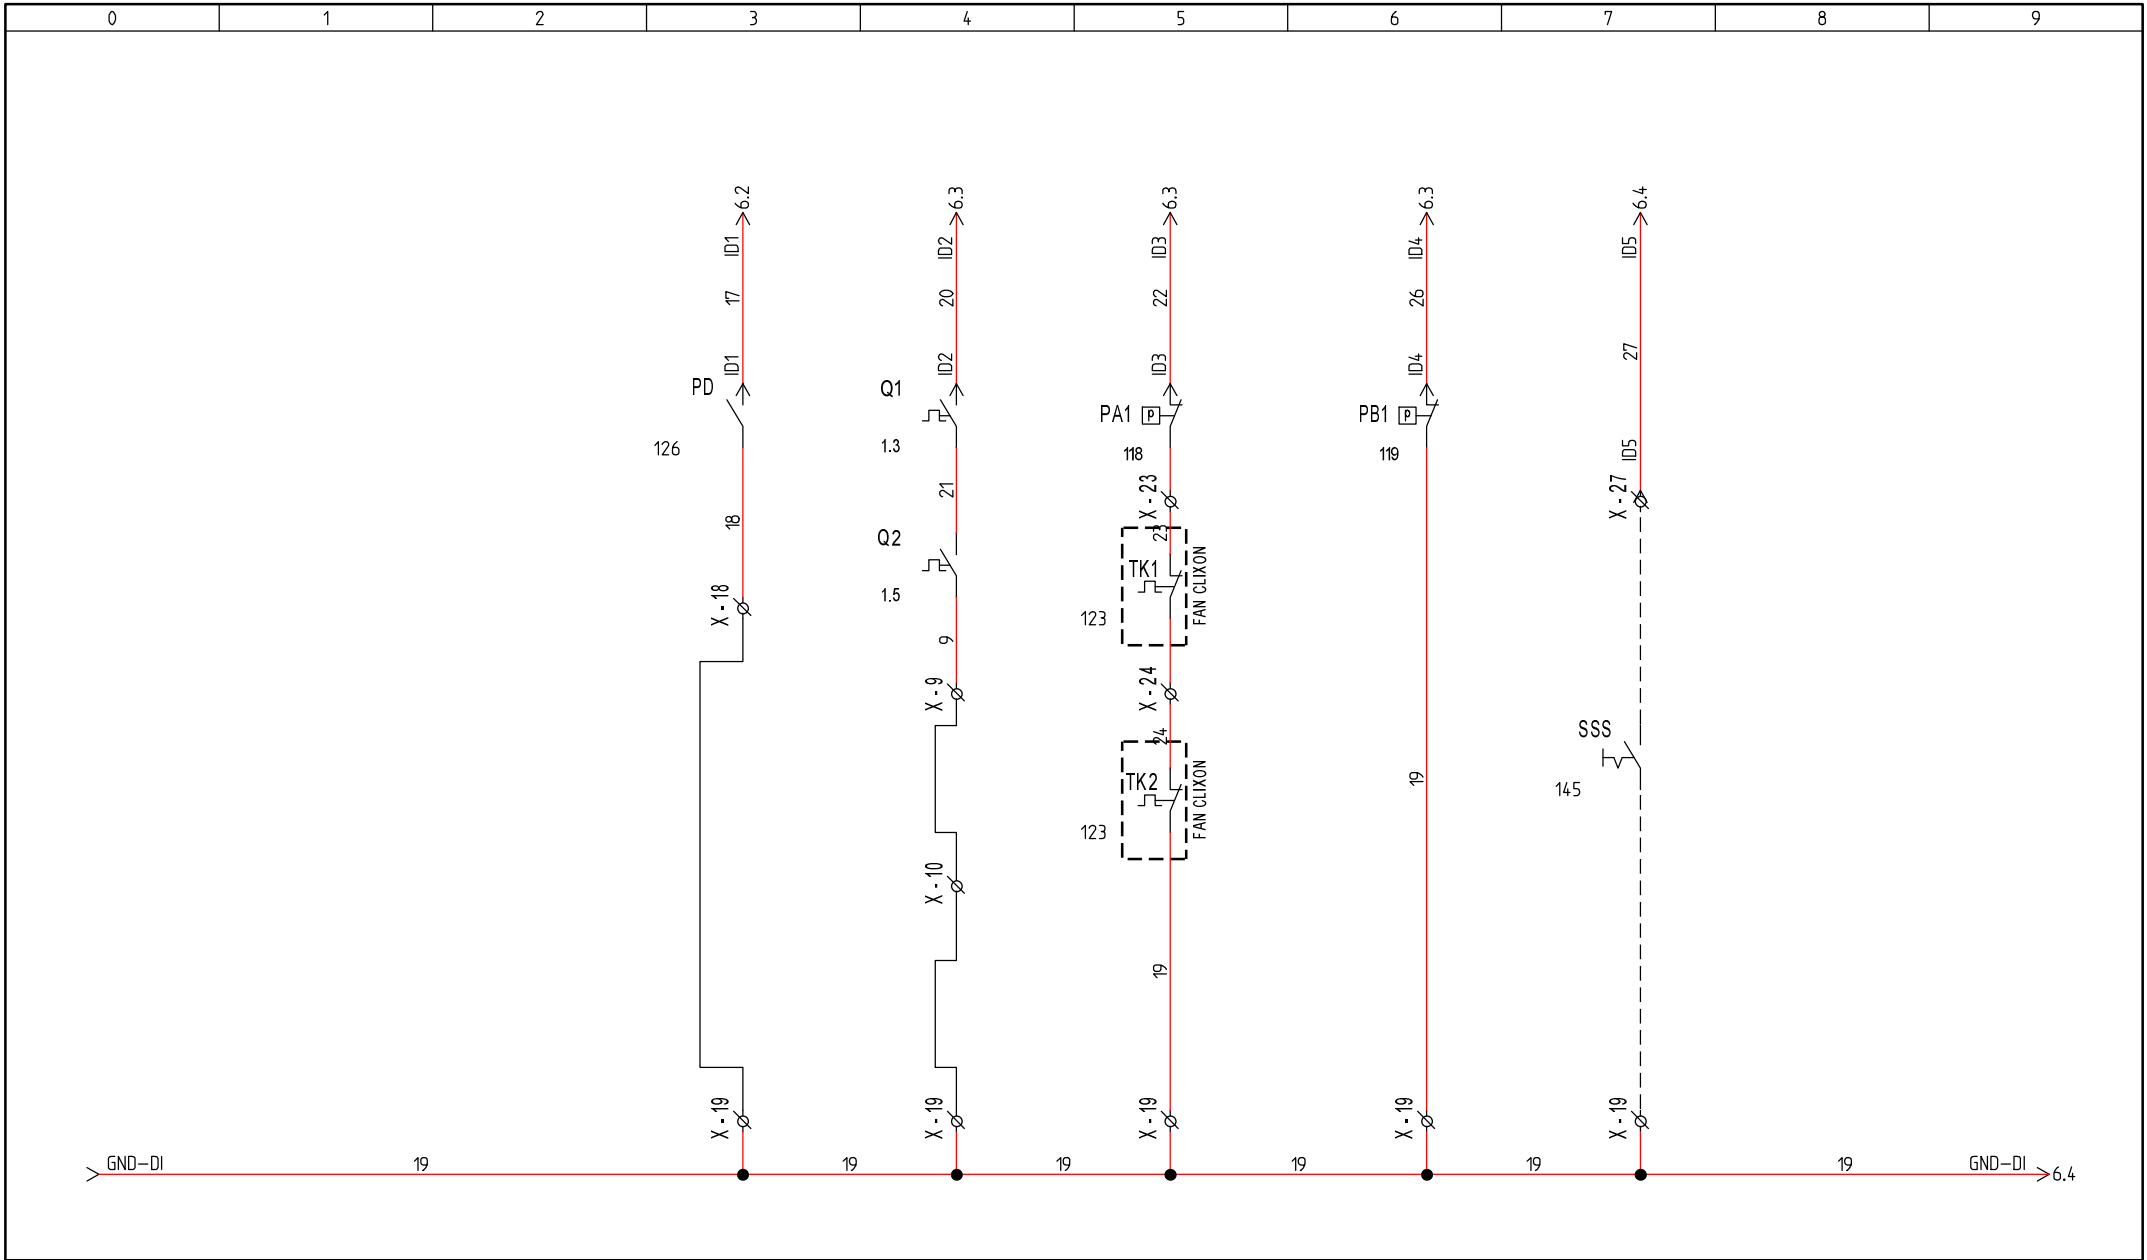 0 1 2 3 4 5 6 7 8 9
6.2 6.3 6.3 6.3 6.4
ID1 ID2 ID3 ID4 ID5
17 20 22 26
27
ID1 ID2 ID3 ID4
PD Q1 PA1 P PB1 P
126 1.3 118 119 ID5
21 X - 23 X - 27
18 Q2 23
TK1 FAN CLIXON
X - 18 1.5 123
9
X - 9 X - 24
24 SSS
TK2 FAN CLIXON 19 145
123
X - 10
19
X - 19 X - 19 X - 19 X - 19 X - 19
GND-DI 19 19 19 19 19 19 GND-DI 6.4